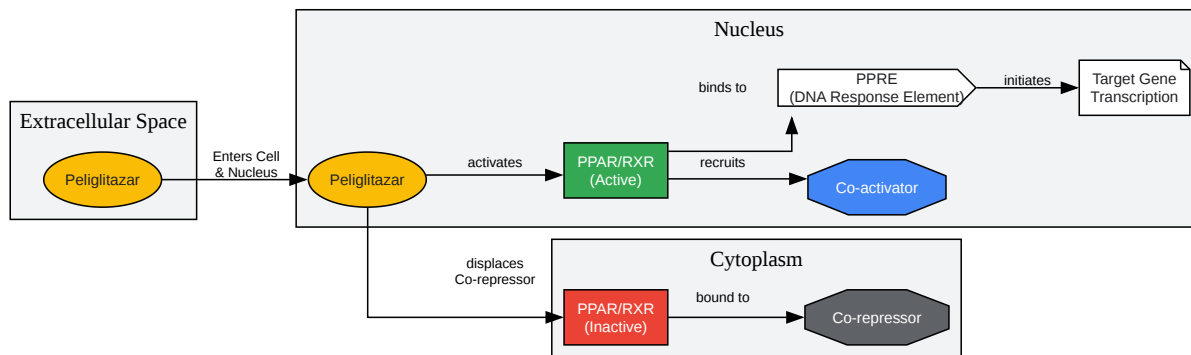 Nucleus
PPRE
(DNA Response Element)
binds to
initiates
Target Gene
Transcription
Extracellular Space
Peliglitazar
Enters Cell
& Nucleus
Peliglitazar
activates
PPAR/RXR
(Active)
recruits
Co-activator
Cytoplasm
displaces
Co-repressor
PPAR/RXR
(Inactive)
bound to
Co-repressor